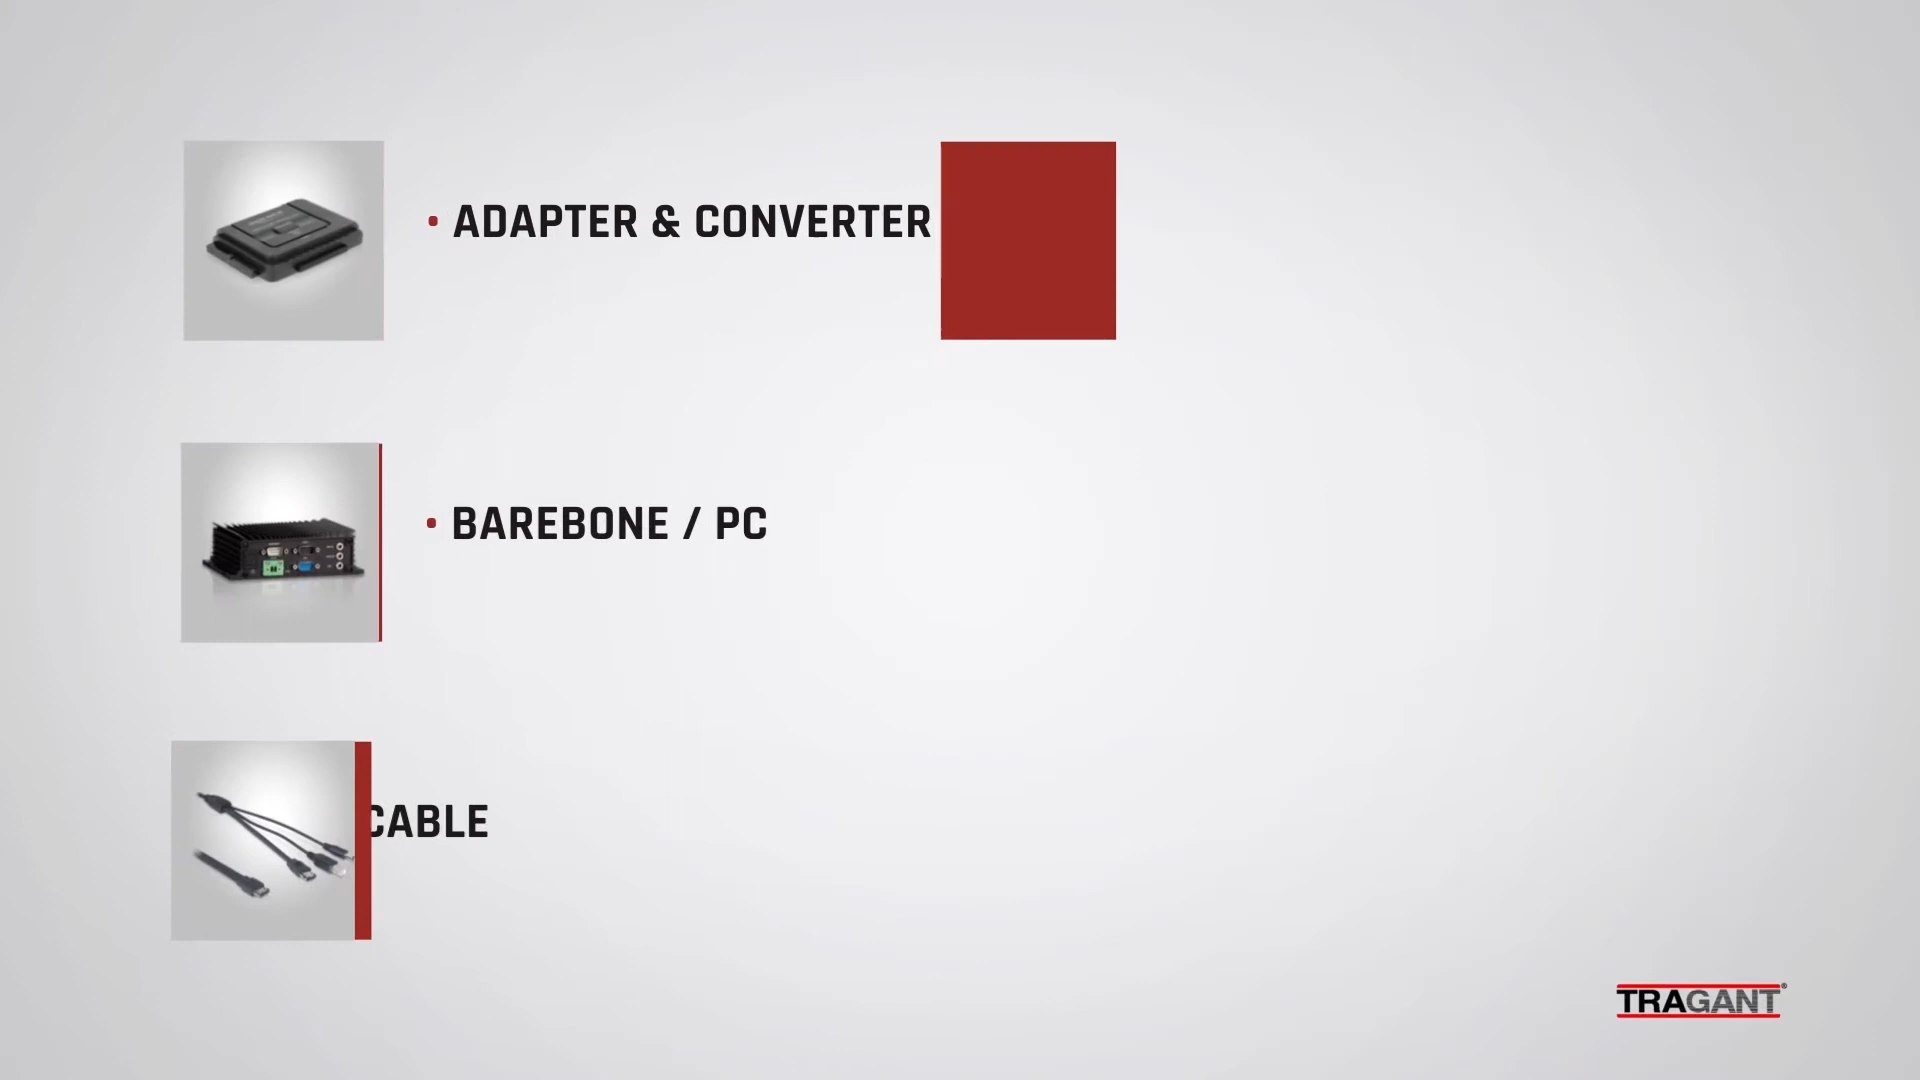 • ADAPTER & CONVERTER
• BAREBONE / PC
CABLE
TRAGANT®